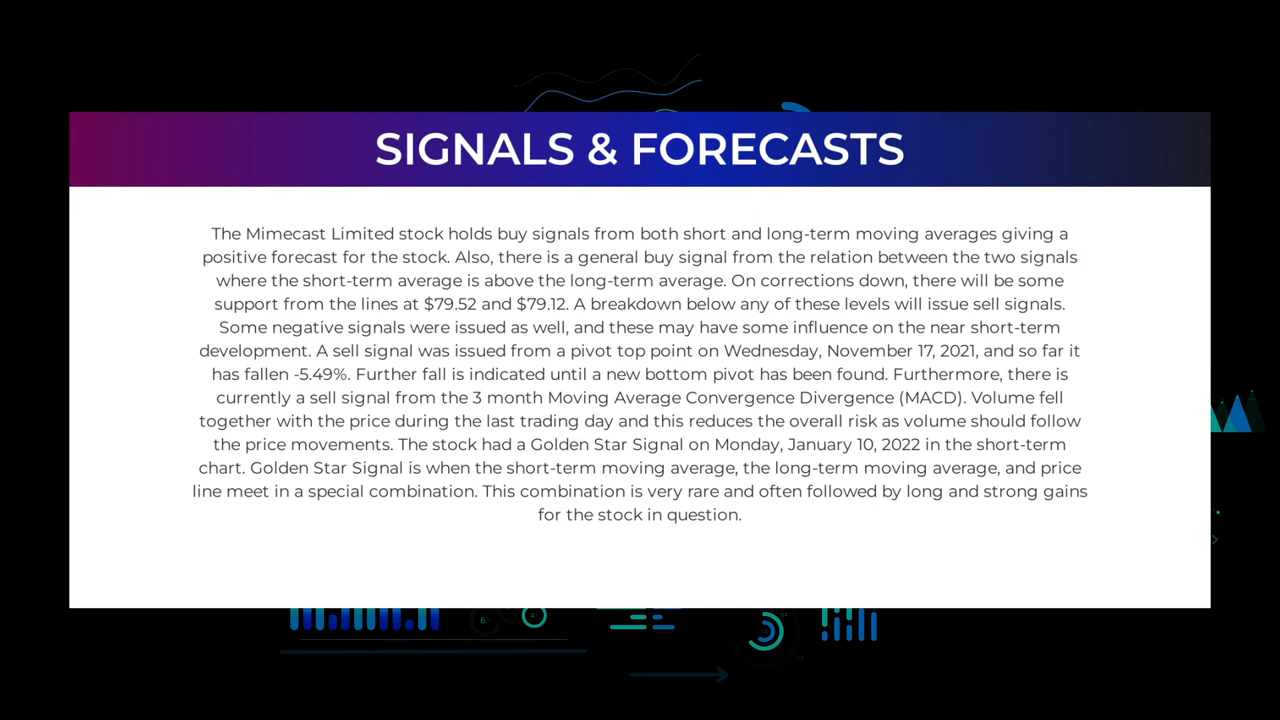 SIGNALS & FORECASTS
The Mimecast Limited stock holds buy signals from both short and long-term moving averages giving a
positive forecast for the stock. Also, there is a general buy signal from the relation between the two signals
where the short-term average is above the long-term average. On corrections down, there will be some
support from the lines at $79.52 and $79.12. A breakdown below any of these levels will issue sell signals.
Some negative signals were issued as well, and these may have some influence on the near short-term
development. A sell signal was issued from a pivot top point on Wednesday, November 17, 2021, and so far it
has fallen -5.49%. Further fall is indicated until a new bottom pivot has been found. Furthermore, there is
currently a sell signal from the 3 month Moving Average Convergence Divergence (MACD). Volume fell
together with the price during the last trading day and this reduces the overall risk as volume should follow
the price movements. The stock had a Golden Star Signal on Monday, January 10, 2022 in the short-term
chart. Golden Star Signal is when the short-term moving average, the long-term moving average, and price
line meet in a special combination. This combination is very rare and often followed by long and strong gains
for the stock in question.